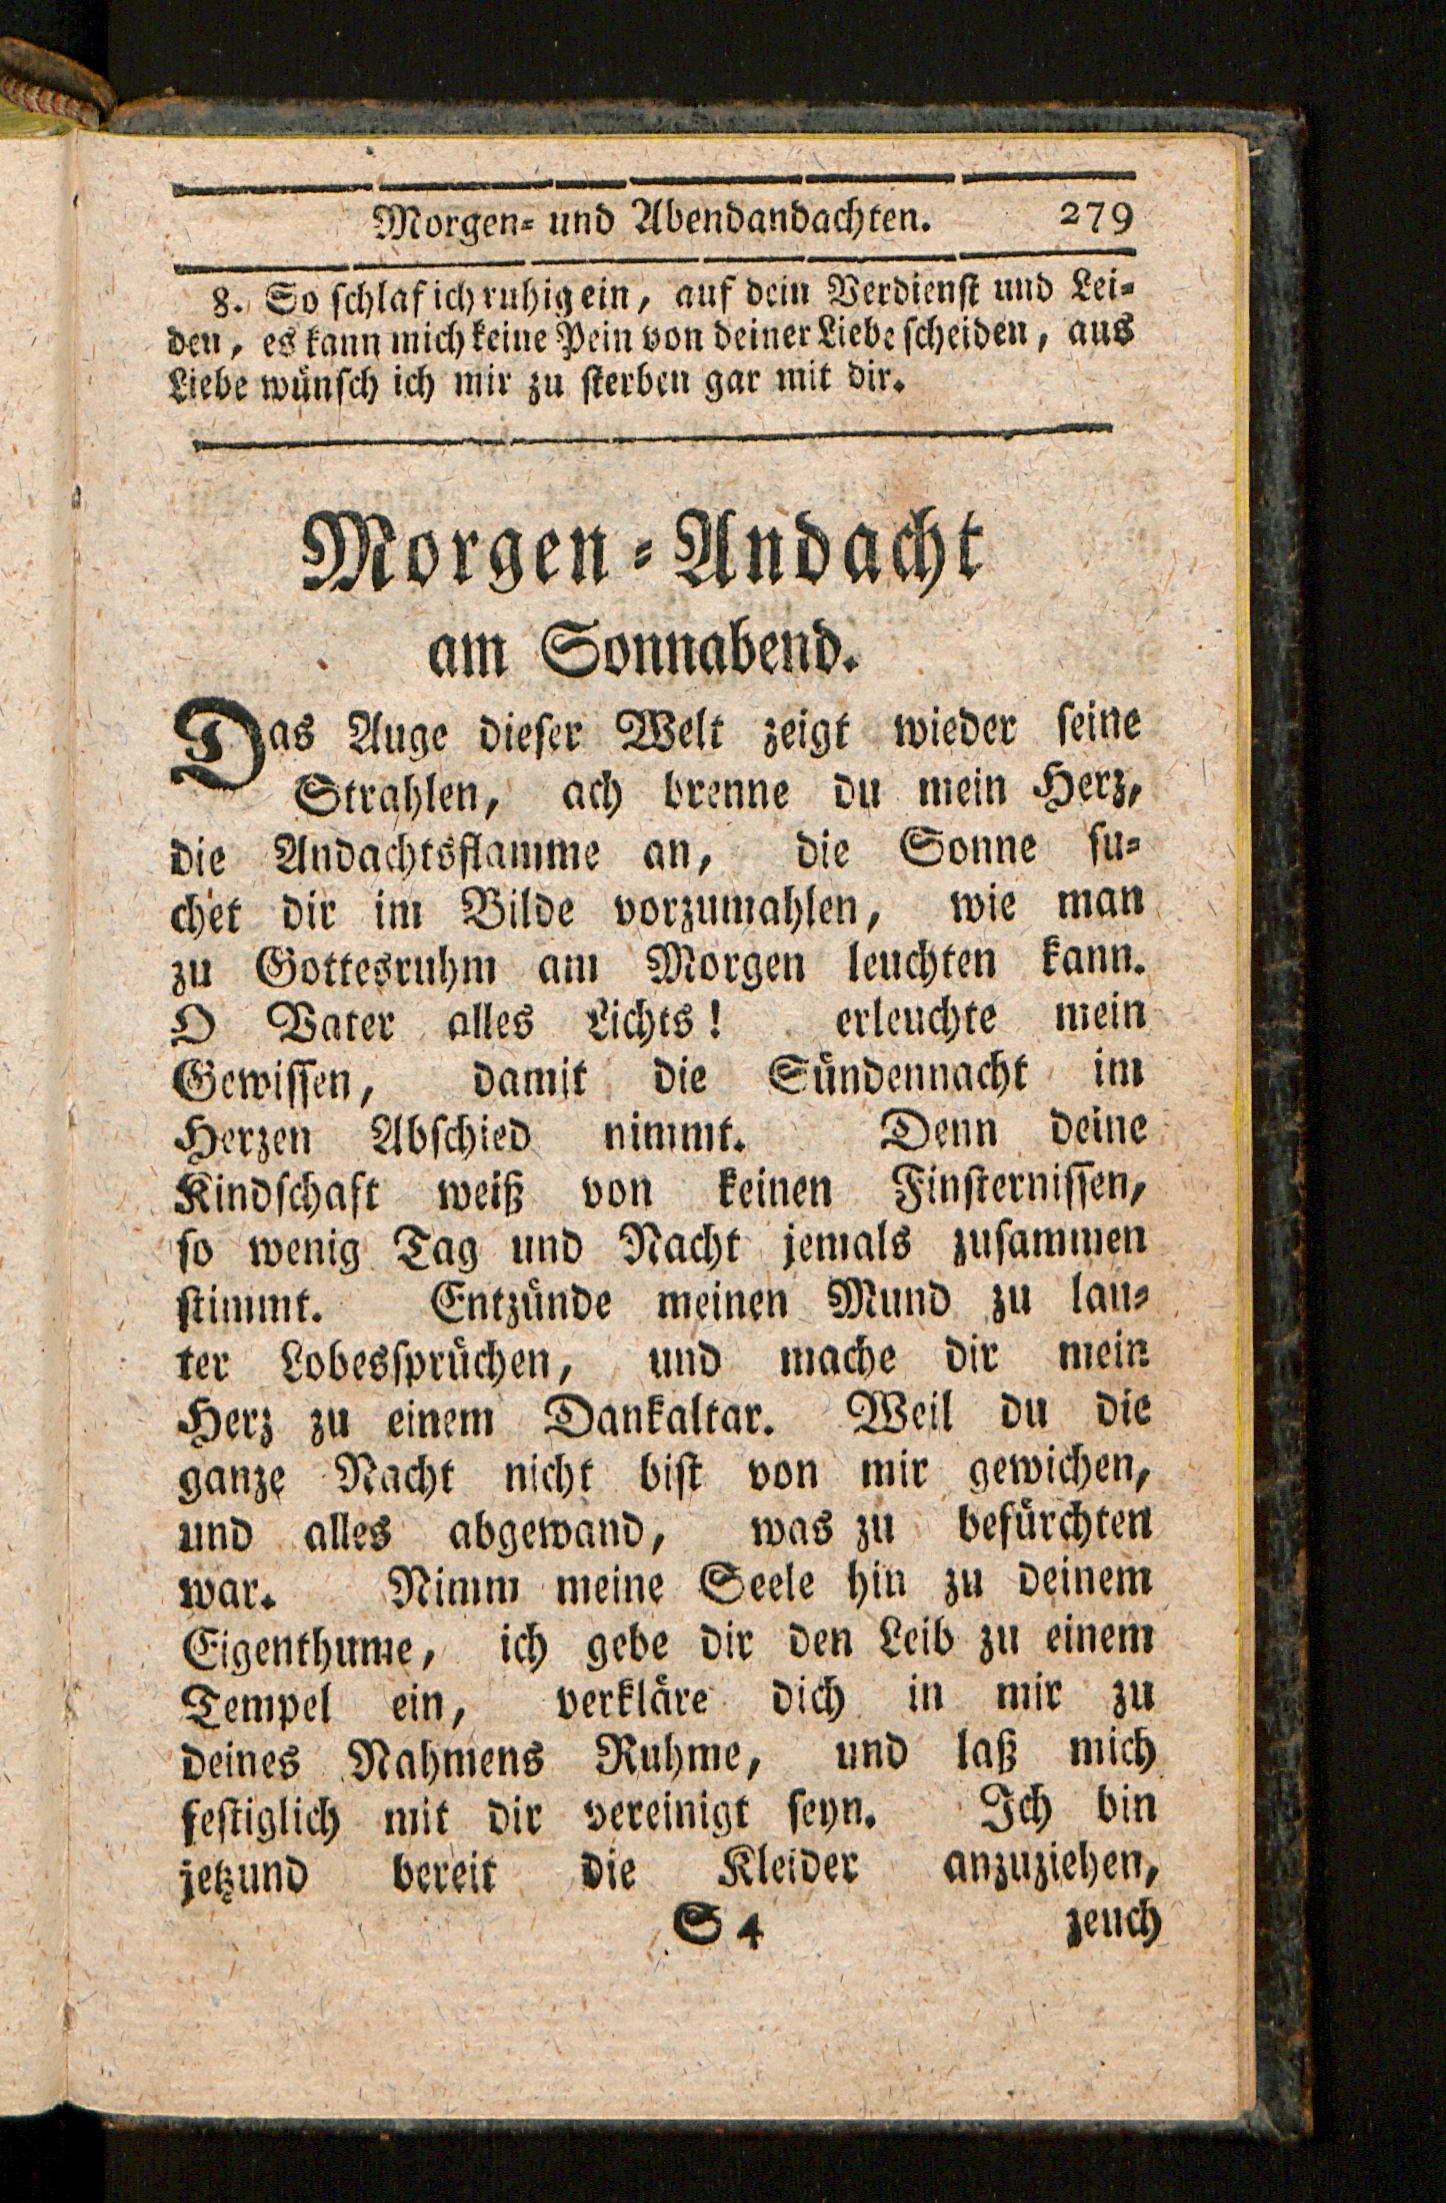 Morgen- und Abendandachten. 279
8. So schlaf ich ruhig ein, auf dein Verdienst und Lei-
den, es kann mich keine Pein von deiner Liebe scheiden, aus
Liebe wünsch ich mir zu sterben gar mit dir.
Morgen-Andacht
am Sonnabend.
Das Auge dieser Welt zeigt wieder seine
Strahlen, ach brenne du mein Herz,
die Andachtsflamme an, die Sonne su-
chet dir im Bilde vorzumahlen, wie man
zu Gottesruhm am Morgen leuchten kann.
O Vater alles Lichts! erleuchte mein
Gewissen, damit die Sündennacht im
Herzen Abschied nimmt. Denn deine
Kindschaft weiß von keinen Finsternissen,
so wenig Tag und Nacht jemals zusammen
stimmt. Entzünde meinen Mund zu lau-
ter Lobessprüchen, und mache dir mein
Herz zu einem Dankaltar. Weil du die
ganze Nacht nicht bist von mir gewichen,
und alles abgewand, was zu befürchten
war. Nimm meine Seele hin zu deinem
Eigenthume, ich gebe dir den Leib zu einem
Tempel ein, verkläre dich in mir zu
deines Nahmens Ruhme, und laß mich
festiglich mit dir vereinigt seyn. Ich bin
jetzund bereit die Kleider anzuziehen,
S 4 zeuch